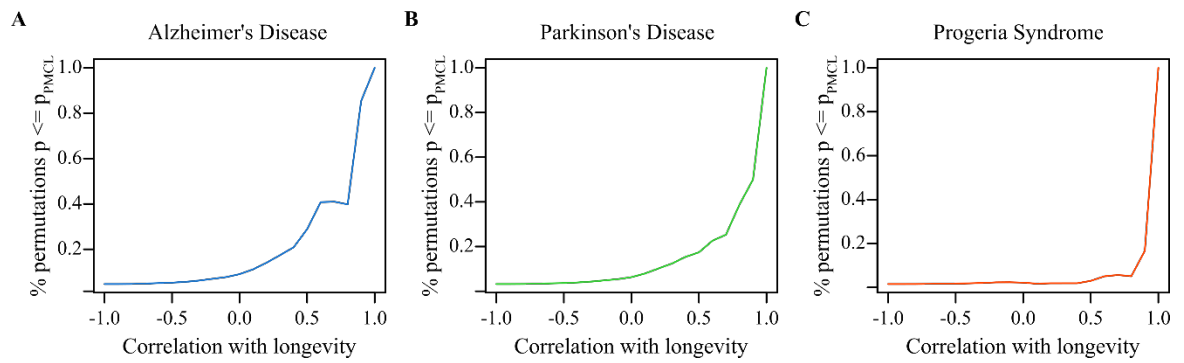 A
Alzheimer's Disease
% permutations p <= pPMCL
1.0
0.8
0.6
0.4
0.2
-1.0 -0.5 0.0 0.5 1.0
Correlation with longevity
B
Parkinson's Disease
% permutations p <= pPMCL
1.0
0.8
0.6
0.4
0.2
-1.0 -0.5 0.0 0.5 1.0
Correlation with longevity
C
Progeria Syndrome
% permutations p <= pPMCL
1.0
0.8
0.6
0.4
0.2
-1.0 -0.5 0.0 0.5 1.0
Correlation with longevity